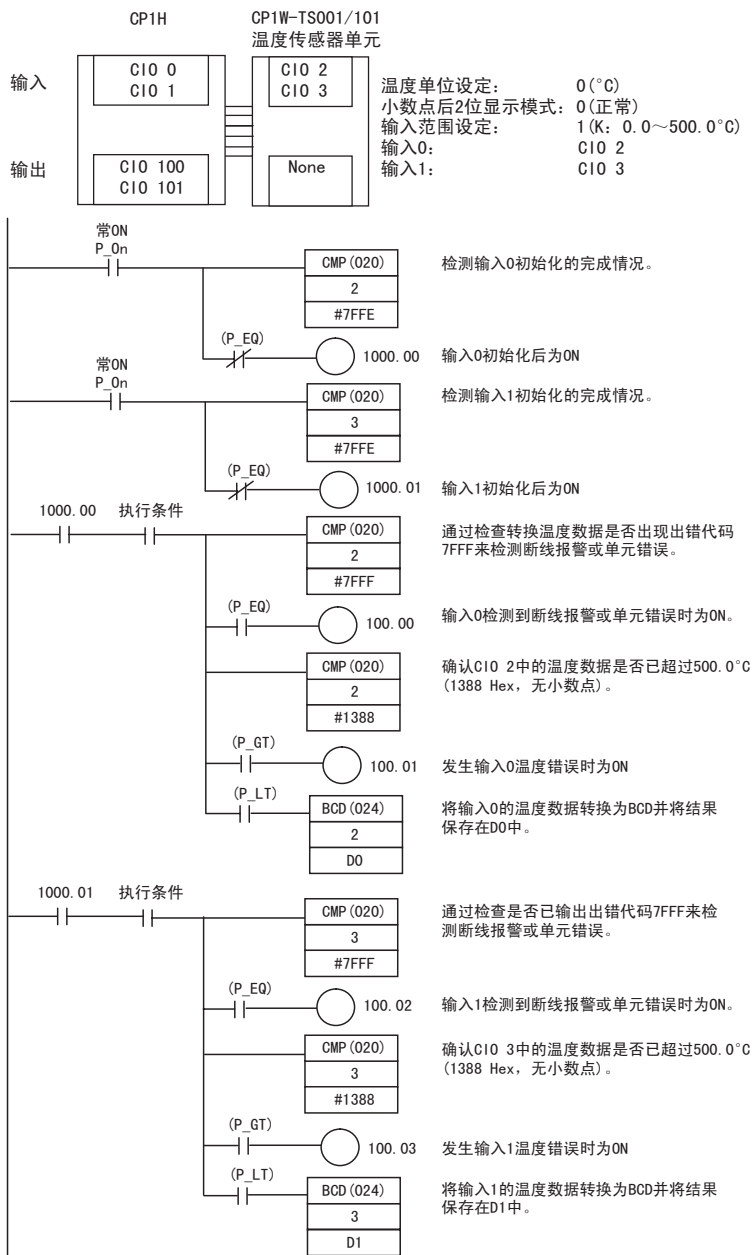 CP1H
CP1W-TS001/101
温度传感器单元
输入
CIO 0
CIO 1
CIO 2
CIO 3
输出
CIO 100
CIO 101
None
温度单位设定: 0(°C)
小数点后2位显示模式: 0(正常)
输入范围设定: 1(K: 0.0～500.0°C)
输入0: CIO 2
输入1: CIO 3
常ON
P_On
CMP(020)
2
#7FFE
检测输入0初始化的完成情况。
(P_EQ)
1000.00
输入0初始化后为ON
常ON
P_On
CMP(020)
3
#7FFE
检测输入1初始化的完成情况。
(P_EQ)
1000.01
输入1初始化后为ON
1000.00 执行条件
CMP(020)
2
#7FFF
通过检查转换温度数据是否出现出错代码
7FFF来检测断线报警或单元错误。
(P_EQ)
100.00
输入0检测到断线报警或单元错误时为ON。
CMP(020)
2
#1388
确认CIO 2中的温度数据是否已超过500.0°C
(1388 Hex，无小数点)。
(P_GT)
100.01
发生输入0温度错误时为ON
(P_LT)
BCD(024)
2
D0
将输入0的温度数据转换为BCD并将结果
保存在D0中。
1000.01 执行条件
CMP(020)
3
#7FFF
通过检查是否已输出出错代码7FFF来检
测断线报警或单元错误。
(P_EQ)
100.02
输入1检测到断线报警或单元错误时为ON。
CMP(020)
3
#1388
确认CIO 3中的温度数据是否已超过500.0°C
(1388 Hex，无小数点)。
(P_GT)
100.03
发生输入1温度错误时为ON
(P_LT)
BCD(024)
3
D1
将输入1的温度数据转换为BCD并将结果
保存在D1中。